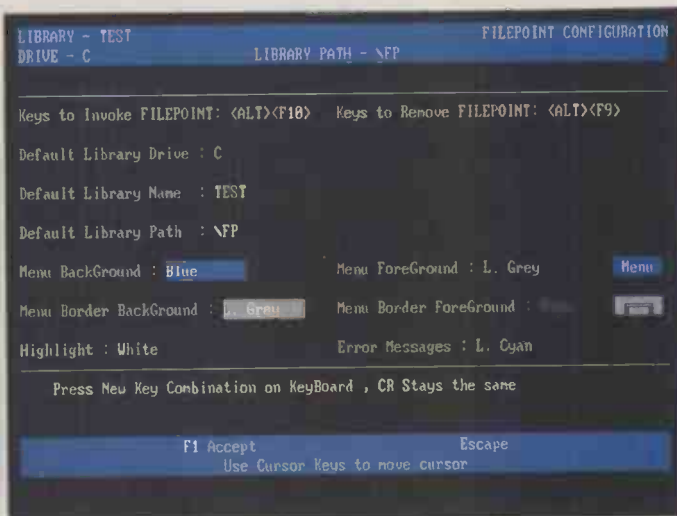 LIBRARY - TEST FILEPOINT CONFIGURATION
DRIVE - C LIBRARY PATH - \FP
Keys to Invoke FILEPOINT: <ALT><F10> Keys to Remove FILEPOINT: <ALT><F9>
Default Library Drive : C
Default Library Name : TEST
Default Library Path : \FP
Menu BackGround : Blue Menu ForeGround : L. Grey Menu
Menu Border BackGround : L. Grey Menu Border ForeGround :
Highlight : White Error Messages : L. Cyan
Press New Key Combination on KeyBoard , CR Stays the same
F1 Accept Escape
Use Cursor Keys to move cursor